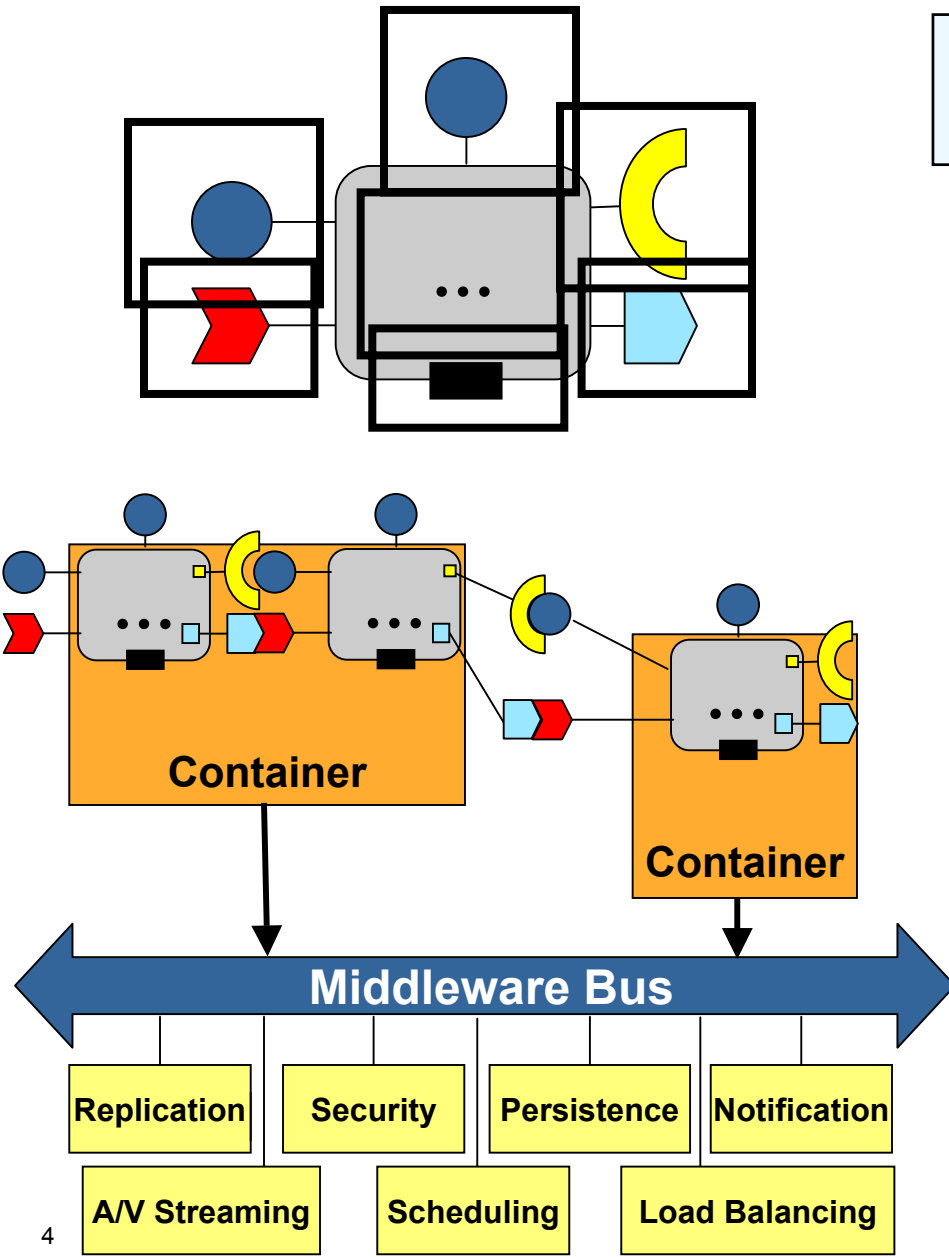 Container
Container
Middleware Bus
Replication
Security
Persistence
Notification
A/V Streaming
Scheduling
Load Balancing
4